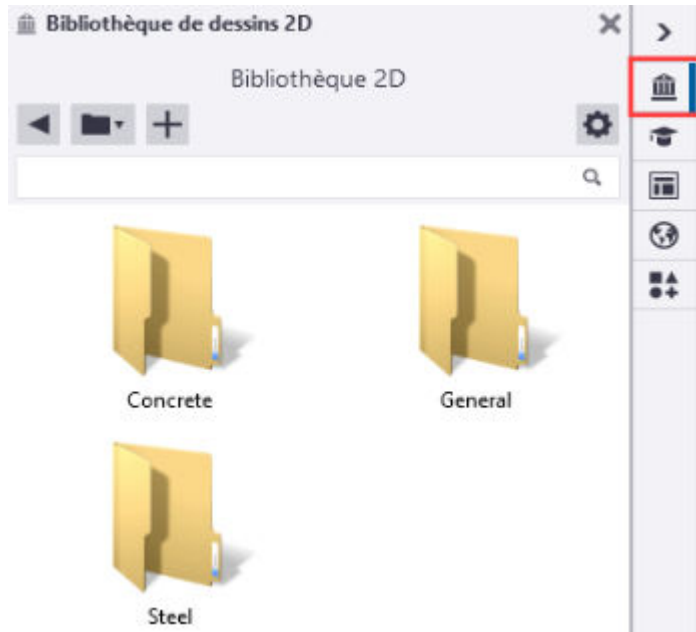 Bibliothèque de dessins 2D
Bibliothèque 2D
Concrete
General
Steel